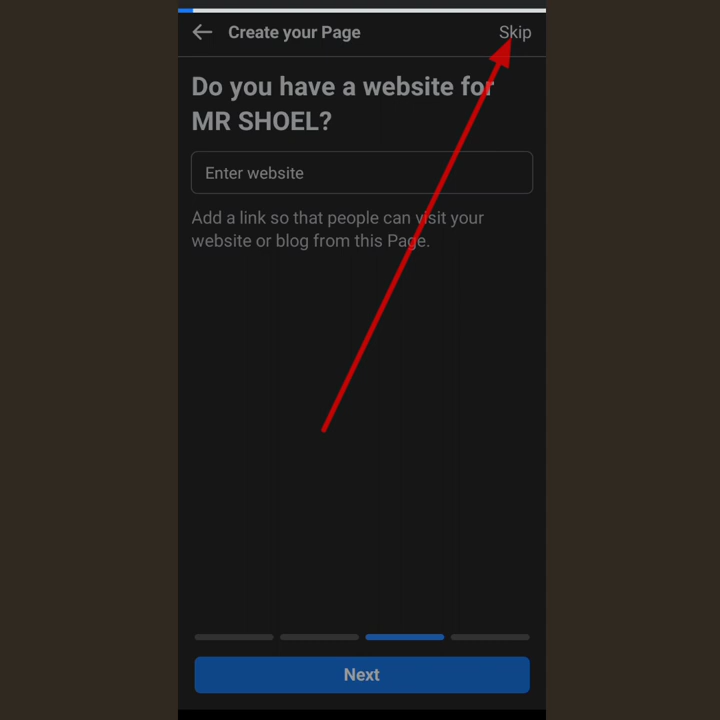 Create your Page
Skip
Do you have a website for
MR SHOEL?
Enter website
Add a link so that people can visit your
website or blog from this Page.
Next